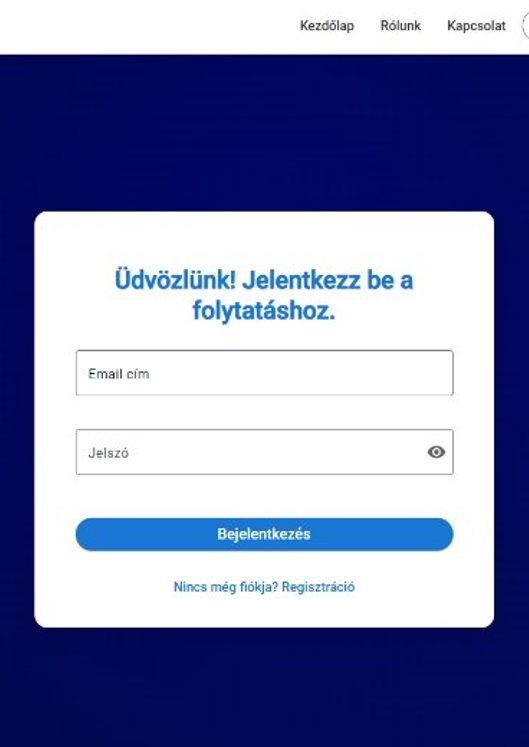 Kezdőlap Rólunk Kapcsolat
Üdvözlünk! Jelentkezz be a
folytatáshoz.
Email cím
Jelszó
Bejelentkezés
Nincs még fiókja? Regisztráció